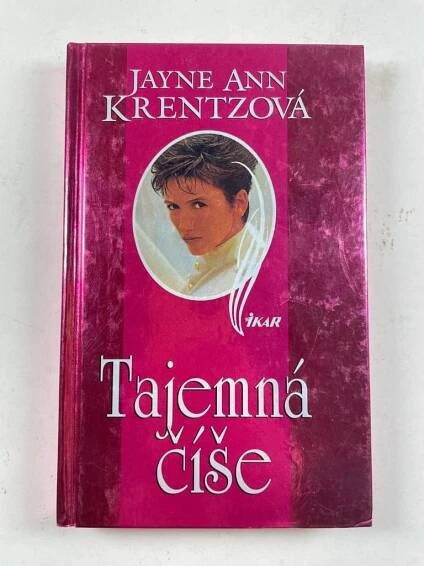 JAYNE ANN
KRENTZOVÁ
IKAR
Tajemná
číše